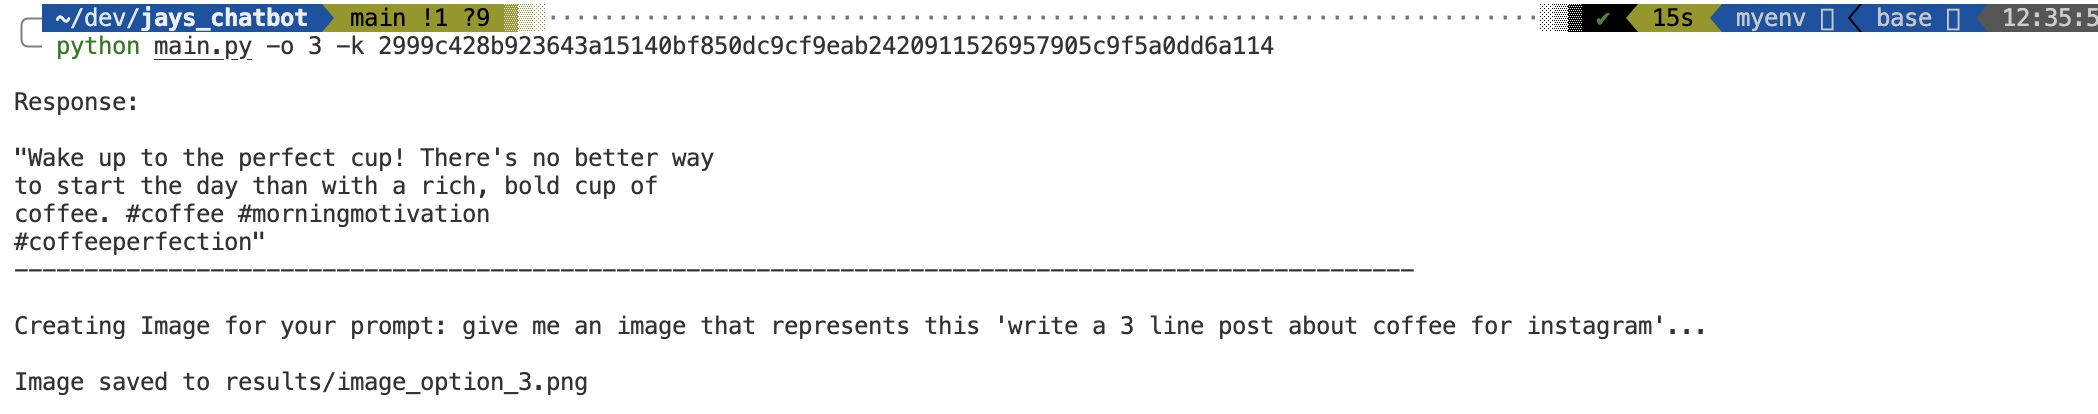 ~/dev/jays_chatbot main !1 ?9 ✔ 15s myenv base 12:35:5
python main.py -o 3 -k 2999c428b923643a15140bf850dc9cf9eab2420911526957905c9f5a0dd6a114
Response:
"Wake up to the perfect cup! There's no better way
to start the day than with a rich, bold cup of
coffee. #coffee #morningmotivation
#coffeeperfection"
----------------------------------------------------------------------------------------------------
Creating Image for your prompt: give me an image that represents this 'write a 3 line post about coffee for instagram'...
Image saved to results/image_option_3.png